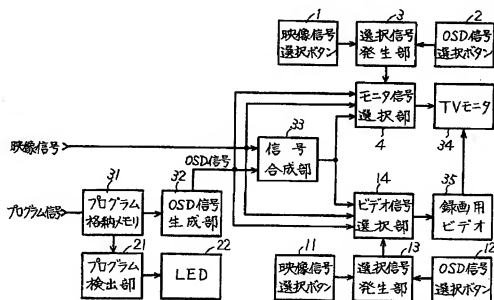 1
3
2
映像信号
選択ボタン
選択信号
発生部
OSD信号
選択ボタン
モニタ信号
選択部
TVモニタ
4
34
映像信号
33
信号
合成部
OSD信号
31
32
14
35
プログラム信号
プログラム
格納メモリ
OSD信号
生成部
ビデオ信号
選択部
録画用
ビデオ
21
22
プログラム
検出部
LED
11
13
12
映像信号
選択ボタン
選択信号
発生部
OSD信号
選択ボタン